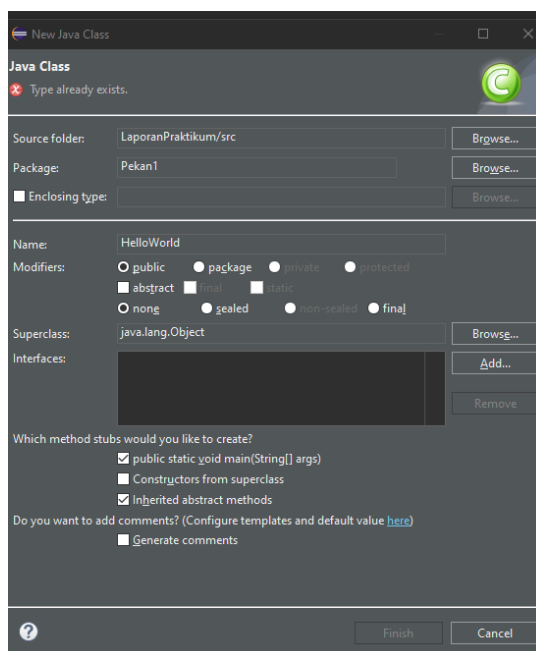 New Java Class
Java Class
Type already exists.
Source folder: LaporanPraktikum/src Browse...
Package: Pekan1 Browse...
Enclosing type: Browse...
Name: HelloWorld
Modifiers: public package private protected
abstract final static
none sealed non-sealed final
Superclass: java.lang.Object Browse...
Interfaces: Add...
Remove
Which method stubs would you like to create?
public static void main(String[] args)
Constructors from superclass
Inherited abstract methods
Do you want to add comments? (Configure templates and default value here)
Generate comments
? Finish Cancel